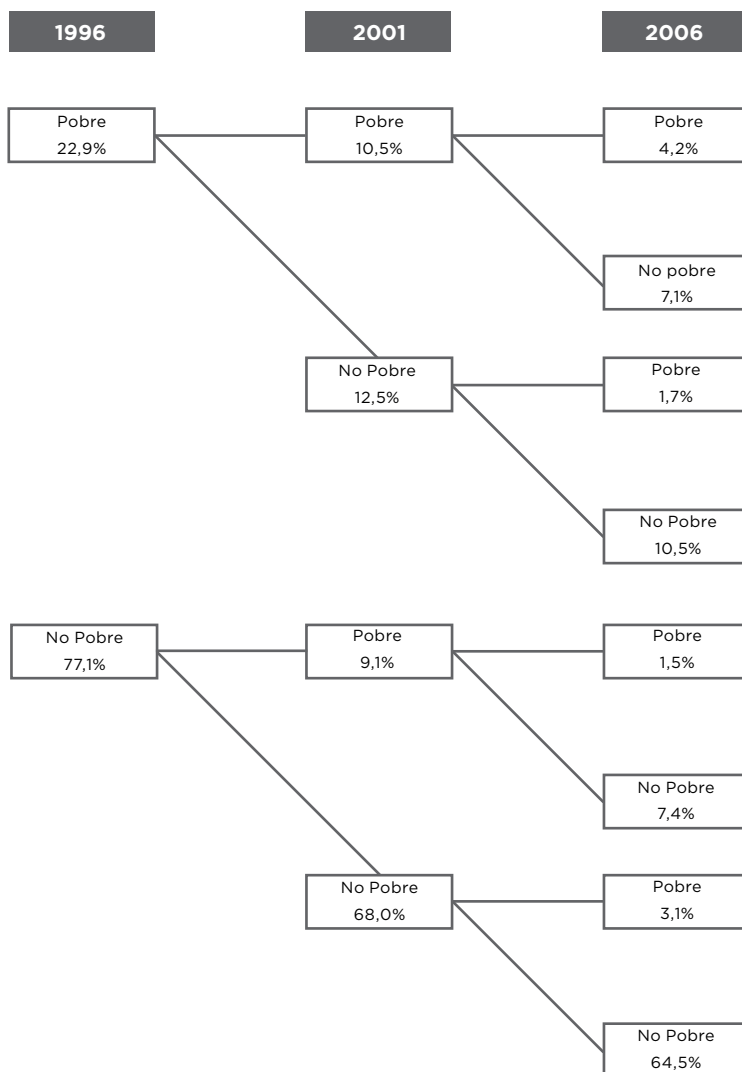 1996
2001
2006
Pobre
22,9%
Pobre
10,5%
Pobre
4,2%
No pobre
7,1%
No Pobre
12,5%
Pobre
1,7%
No Pobre
10,5%
No Pobre
77,1%
Pobre
9,1%
Pobre
1,5%
No Pobre
7,4%
No Pobre
68,0%
Pobre
3,1%
No Pobre
64,5%